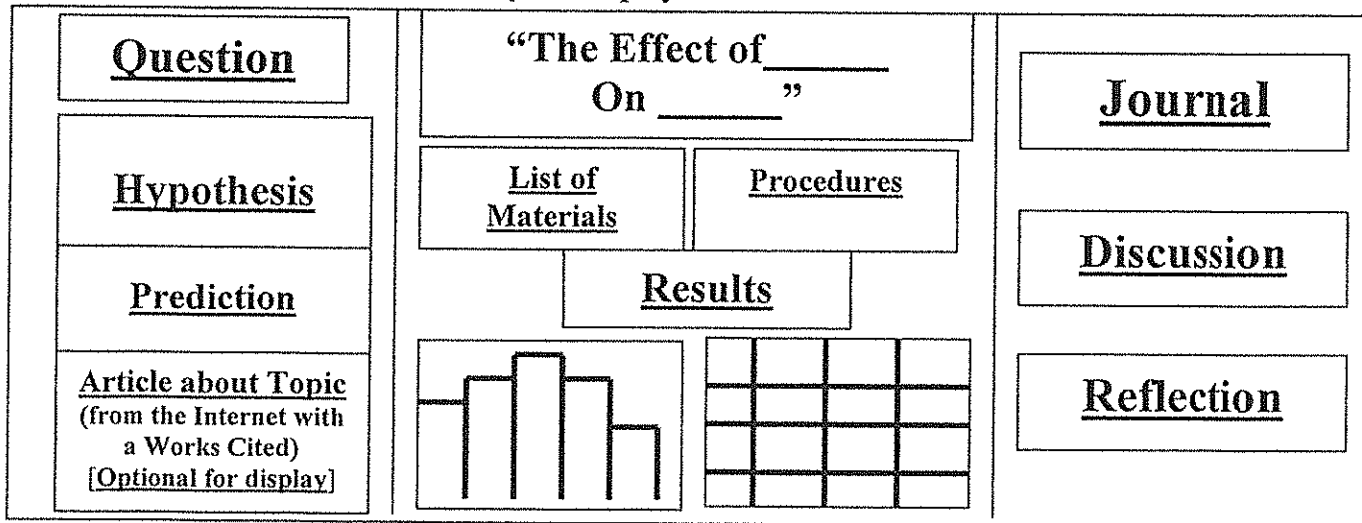 Question
Hypothesis
Prediction
Article about Topic
(from the Internet with
a Works Cited)
[Optional for display]
“The Effect of______
On ______”
List of
Materials
Procedures
Results
Journal
Discussion
Reflection